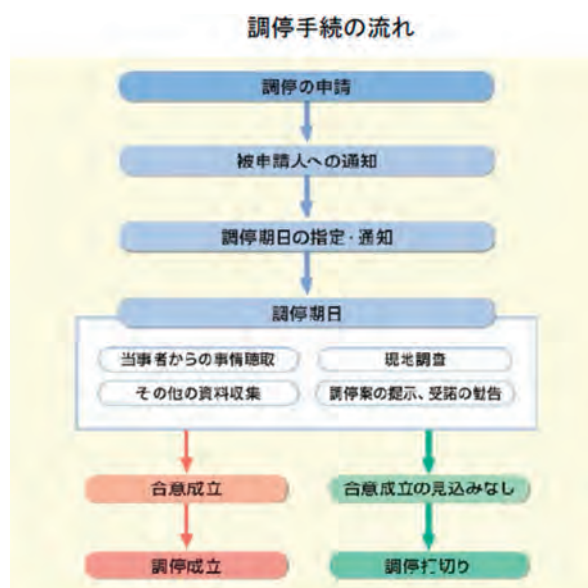 調停手続の流れ
調停の申請
被申請人への通知
調停期日の指定・通知
調停期日
当事者からの事情聴取
現地調査
その他の資料収集
調停案の提示、受諾の勧告
合意成立
合意成立の見込みなし
調停成立
調停打切り